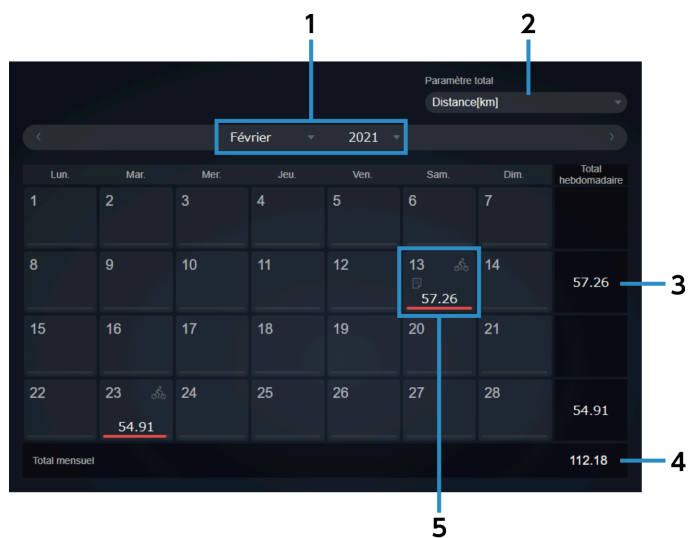 1 2
Paramètre total
Distance[km]
Février 2021
Lun. Mar. Mer. Jeu. Ven. Sam. Dim. Total hebdomadaire
1 2 3 4 5 6 7
8 9 10 11 12 13 14
57.26 57.26 3
15 16 17 18 19 20 21
22 23 24 25 26 27 28
54.91 54.91
Total mensuel 112.18 4
5